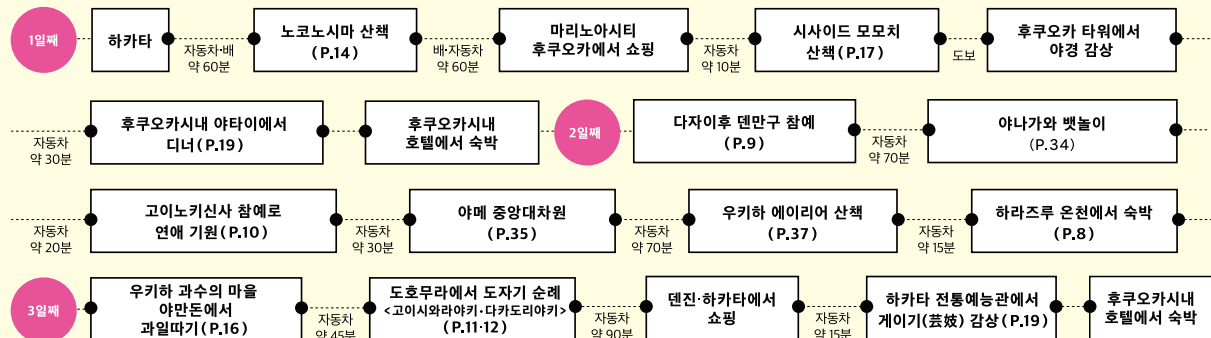 1일째
하카타
자동차·배
약 60분
노코노시마 산책
(P.14)
배·자동차
약 60분
마리노아시티
후쿠오카에서 쇼핑
자동차
약 10분
시사이드 모모치
산책(P.17)
도보
후쿠오카 타워에서
야경 감상
자동차
약 30분
후쿠오카시내 야타이에서
디너(P.19)
후쿠오카시내
호텔에서 숙박
2일째
다자이후 덴만구 참예
(P.9)
자동차
약 70분
야나가와 뱃놀이
(P.34)
자동차
약 20분
고이노키신사 참예로
연애 기원(P.10)
자동차
약 30분
야메 중앙대차원
(P.35)
자동차
약 70분
우키하 에이리어 산책
(P.37)
자동차
약 15분
하라즈루 온천에서 숙박
(P.8)
3일째
우키하 과수의 마을
야만돈에서
과일따기(P.16)
자동차
약 45분
도호무라에서 도자기 순례
<고이시와라야키·다카도리야키>
(P.11·12)
자동차
약 90분
덴진·하카타에서
쇼핑
자동차
약 15분
하카타 전통예능관에서
게이기(芸妓) 감상(P.19)
후쿠오카시내
호텔에서 숙박